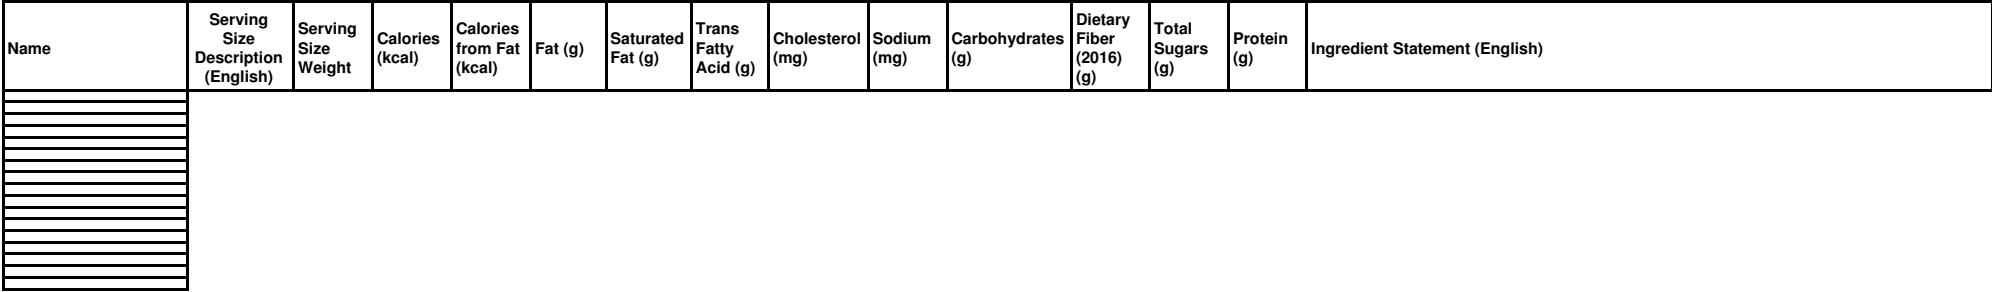 Name
Serving
Size
Description
(English)
Serving
Size
Weight
Calories
(kcal)
Calories
from Fat
(kcal)
Fat (g)
Saturated
Fat (g)
Trans
Fatty
Acid (g)
Cholesterol
(mg)
Sodium
(mg)
Carbohydrates
(g)
Dietary
Fiber
(2016)
(g)
Total
Sugars
(g)
Protein
(g)
Ingredient Statement (English)